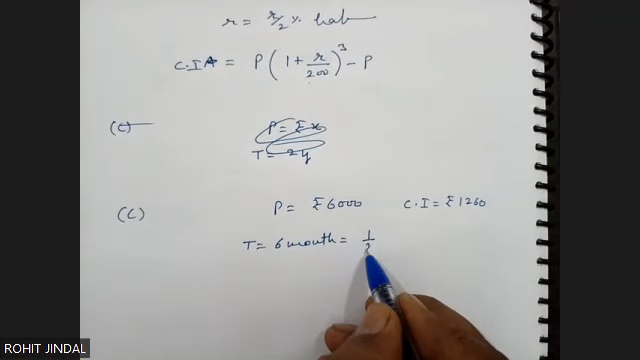 r = r/2 % half
C.I = P(1 + r/200)³ - P
(C)
P = ₹x
T = 2y
(C) P = ₹6000 C.I = ₹1260
T = 6 month = 1/2
ROHIT JINDAL